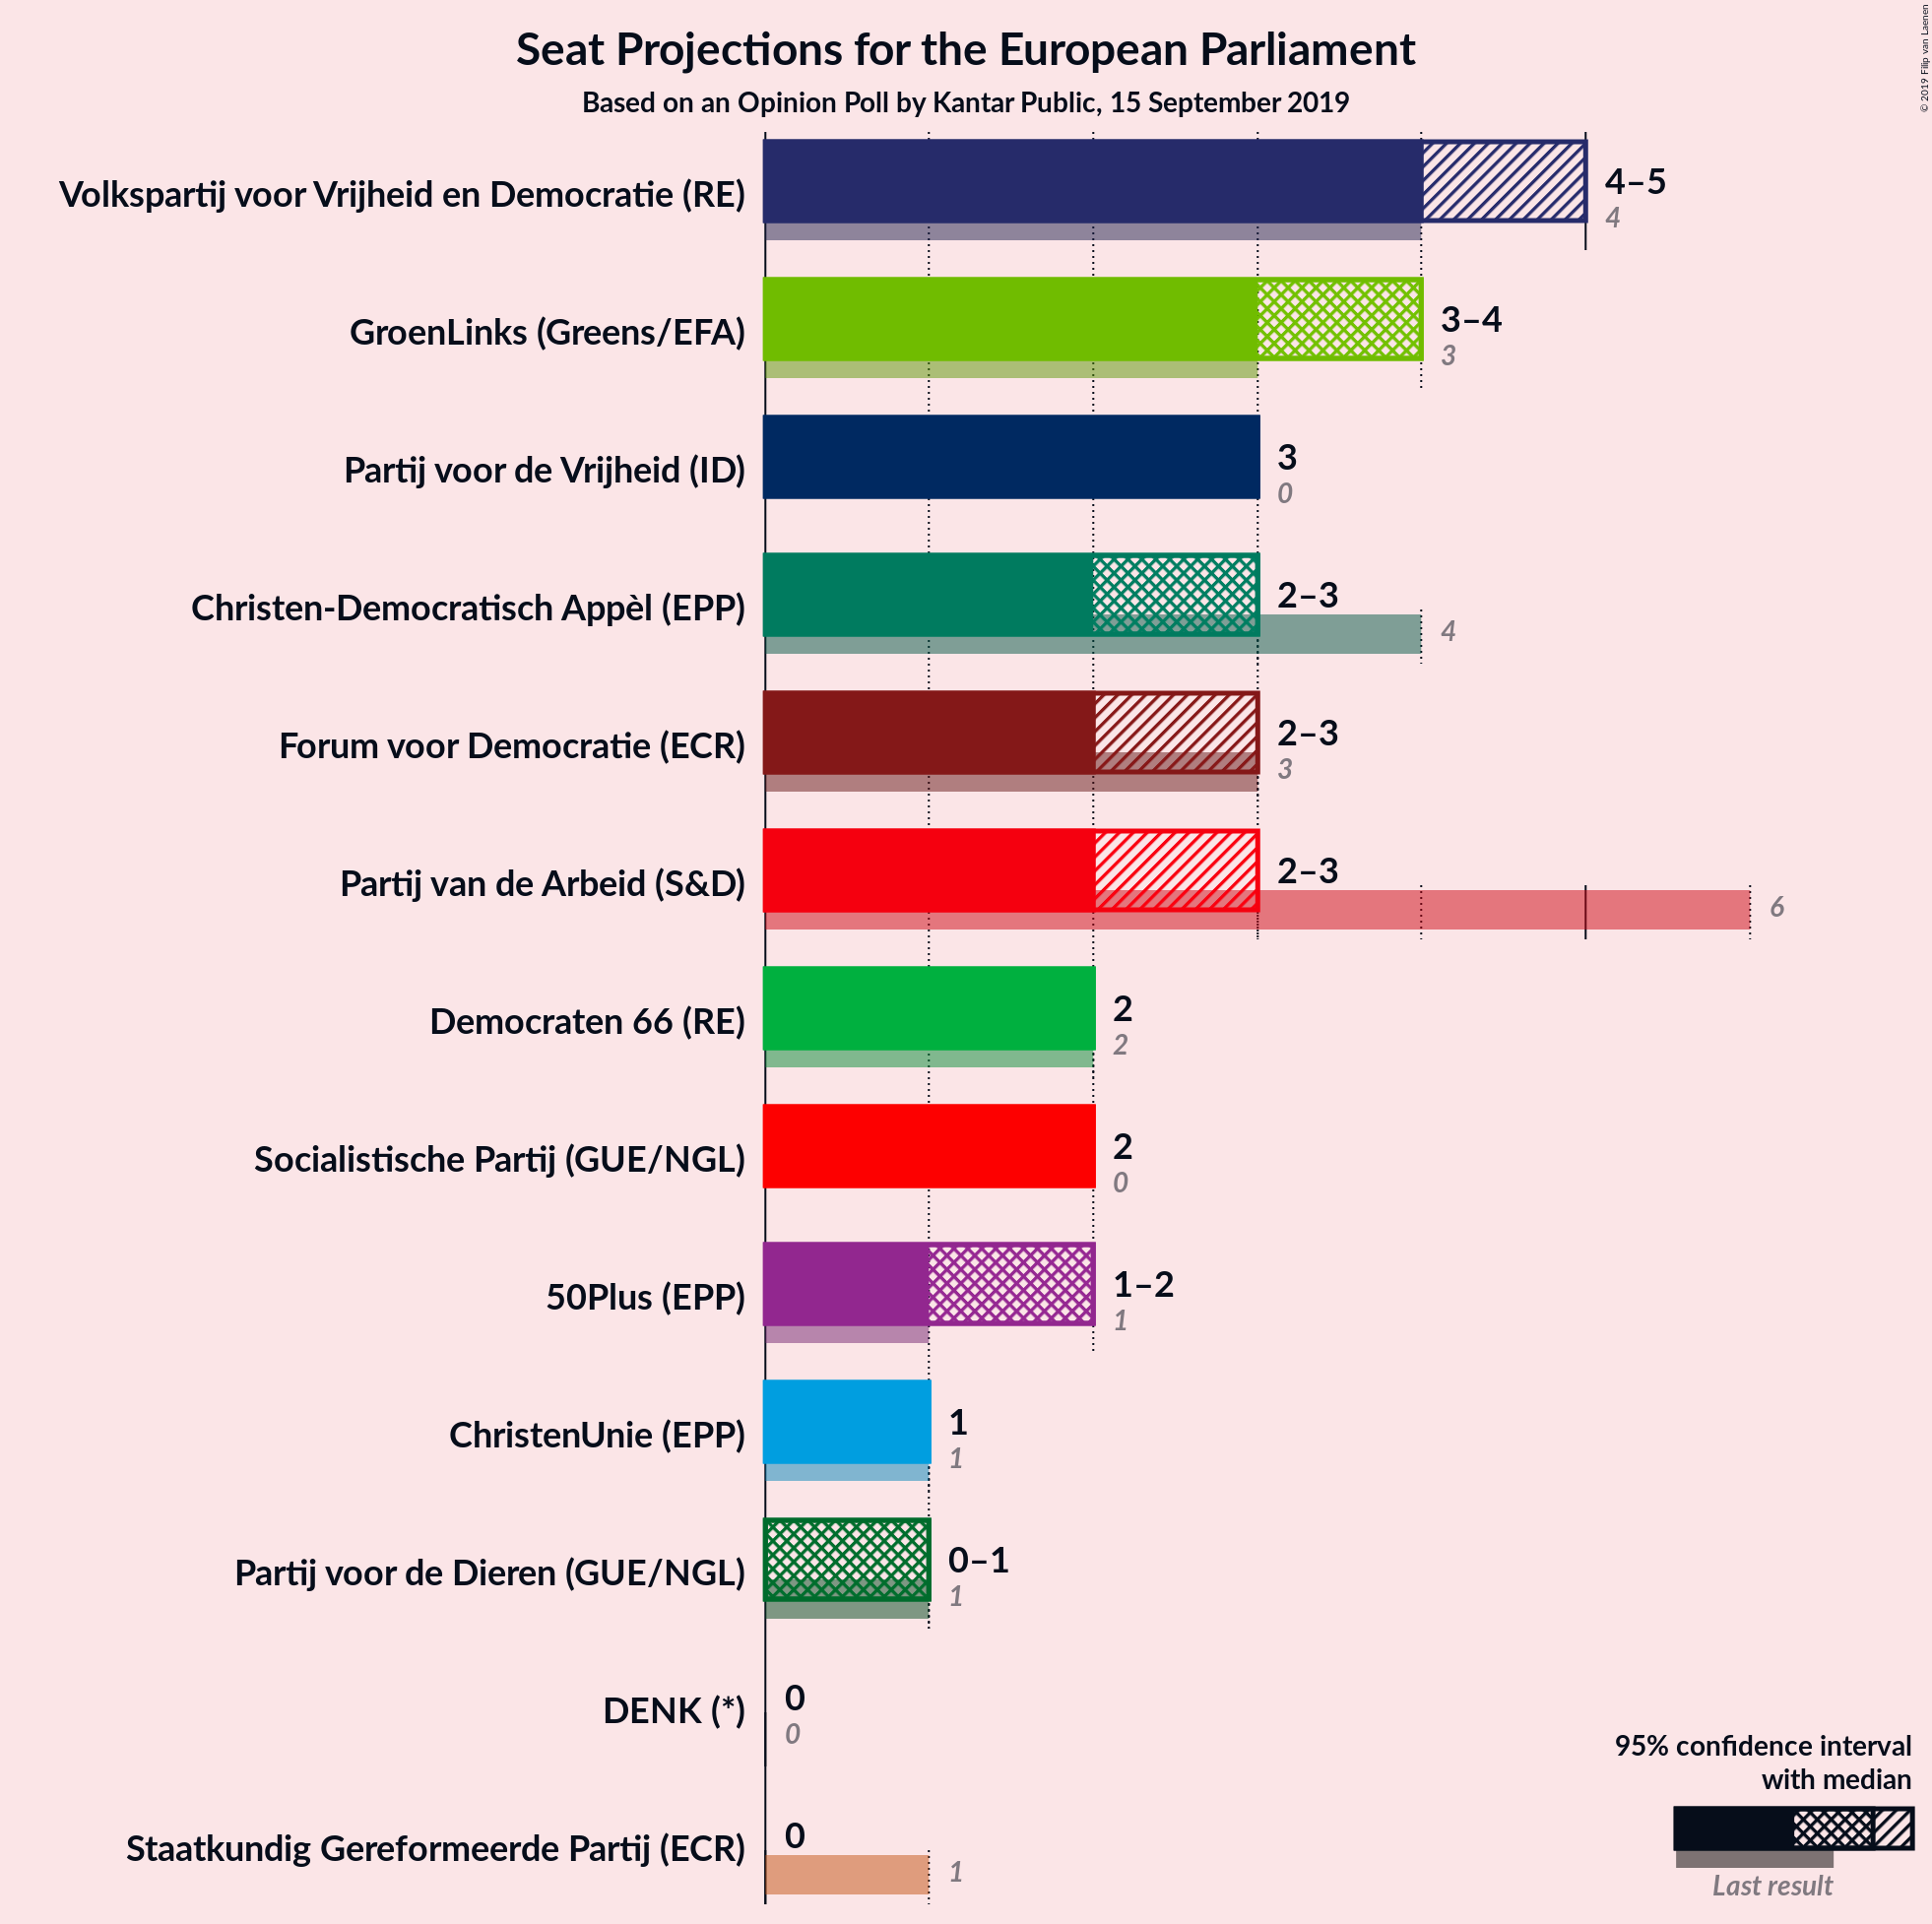 Seat Projections for the European Parliament
Based on an Opinion Poll by Kantar Public, 15 September 2019
© 2019 Filip van Laenen
Volkspartij voor Vrijheid en Democratie (RE)
4–5
4
GroenLinks (Greens/EFA)
3–4
3
Partij voor de Vrijheid (ID)
3
0
Christen-Democratisch Appèl (EPP)
2–3
4
Forum voor Democratie (ECR)
2–3
3
Partij van de Arbeid (S&D)
2–3
6
Democraten 66 (RE)
2
2
Socialistische Partij (GUE/NGL)
2
0
50Plus (EPP)
1–2
1
ChristenUnie (EPP)
1
1
Partij voor de Dieren (GUE/NGL)
0–1
1
DENK (*)
0
0
Staatkundig Gereformeerde Partij (ECR)
0
1
95% confidence interval
with median
Last result